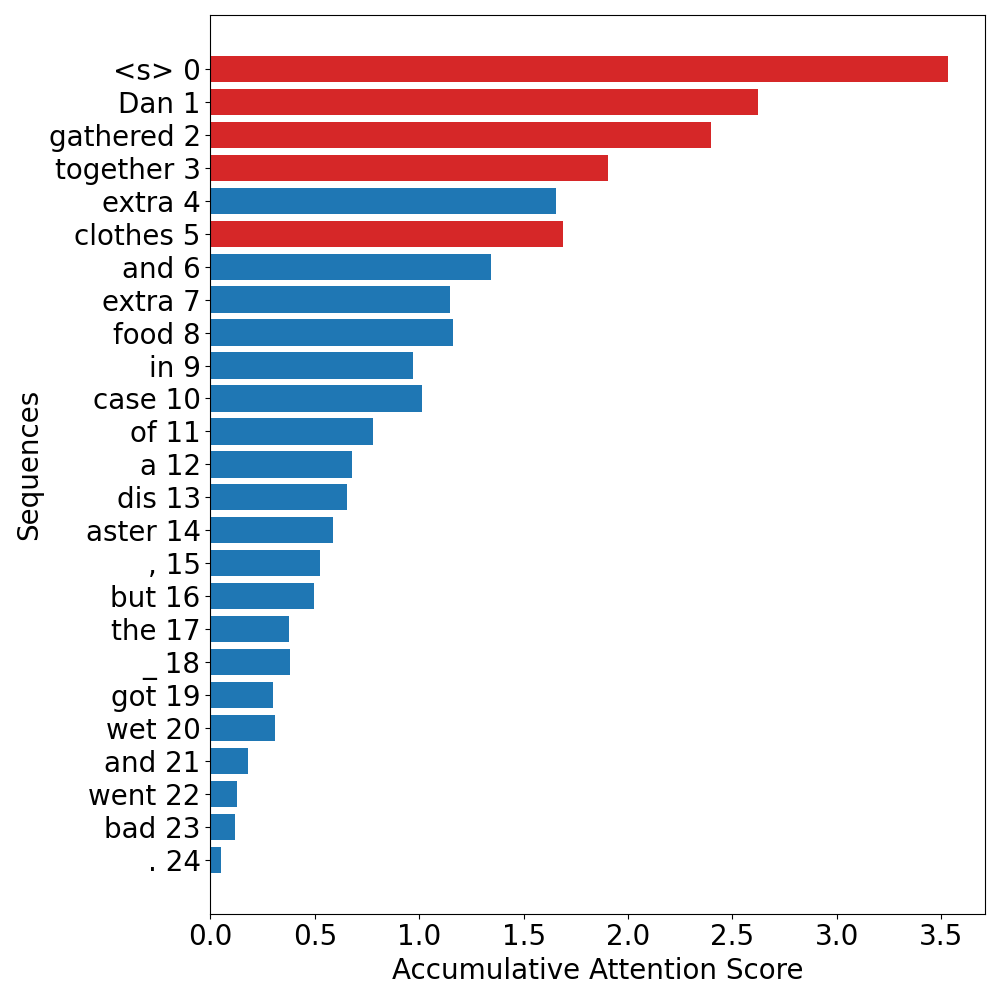 <s> 0
Dan 1
gathered 2
together 3
extra 4
clothes 5
and 6
extra 7
food 8
in 9
case 10
of 11
a 12
dis 13
aster 14
, 15
but 16
the 17
_ 18
got 19
wet 20
and 21
went 22
bad 23
. 24
Sequences
0.0 0.5 1.0 1.5 2.0 2.5 3.0 3.5
Accumulative Attention Score